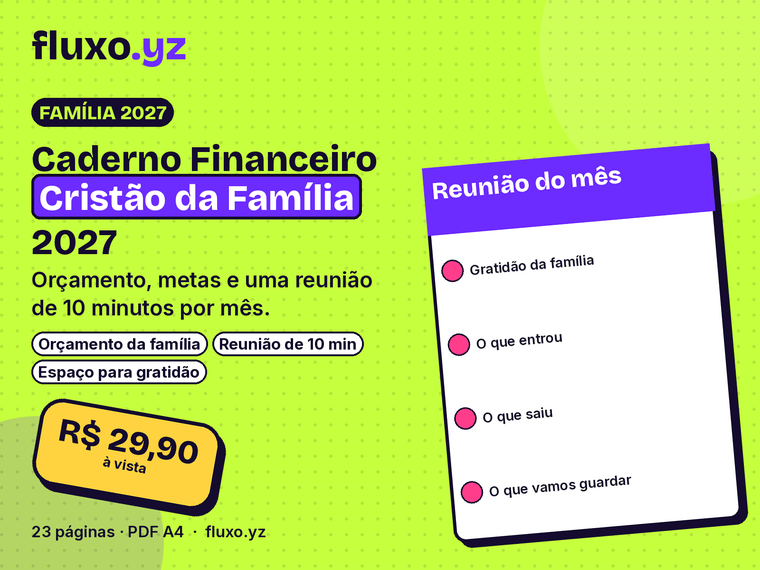 fluxo.yz
FAMÍLIA 2027
Caderno Financeiro
Cristão da Família
2027
Orçamento, metas e uma reunião
de 10 minutos por mês.
Orçamento da família
Reunião de 10 min
Espaço para gratidão
R$ 29,90
à vista
23 páginas · PDF A4 · fluxo.yz
Reunião do mês
Gratidão da família
O que entrou
O que saiu
O que vamos guardar